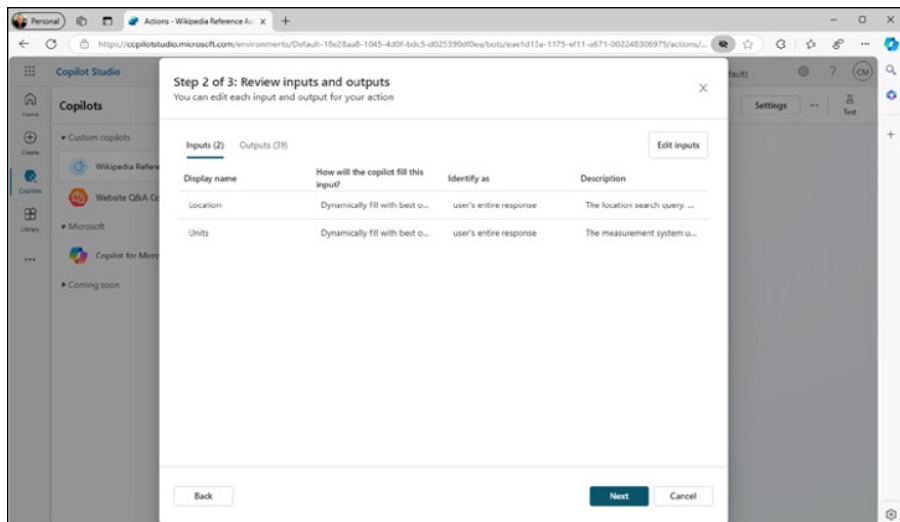 Personal
Actions - Wikipedia Reference Ac
https://copilotstudio.microsoft.com/environments/Default-18e28aa8-1045-4d0f-bdc5-d025390df0ea/bots/eae1d13a-1175-ef11-a671-002248306975/actions/...
Copilot Studio
(default)
CM
Home
Create
Copilots
Library
Copilots
Settings
Test
Custom copilots
Wikipedia Refere
Website Q&A Co
Microsoft
Copilot for Micro
Coming soon
Step 2 of 3: Review inputs and outputs
You can edit each input and output for your action
Inputs (2) Outputs (39)
Edit inputs
Display name How will the copilot fill this input? Identify as Description
Location Dynamically fill with best o... user's entire response The location search query. ...
Units Dynamically fill with best o... user's entire response The measurement system u...
Back
Next
Cancel